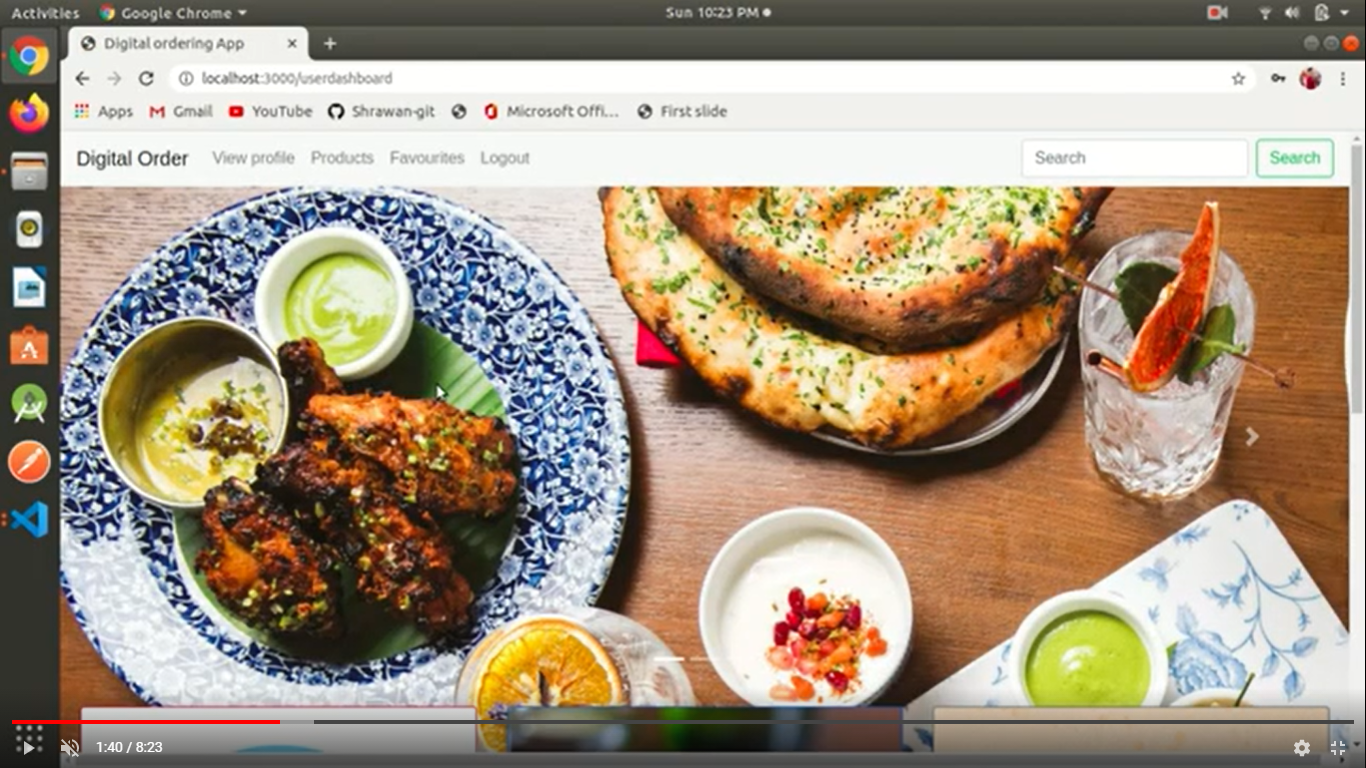 Activities Google Chrome Sun 10:23 PM
Digital ordering App
localhost:3000/userdashboard
Apps Gmail YouTube Shrawan-git Microsoft Offi... First slide
Digital Order View profile Products Favourites Logout Search Search
1:40 / 8:23